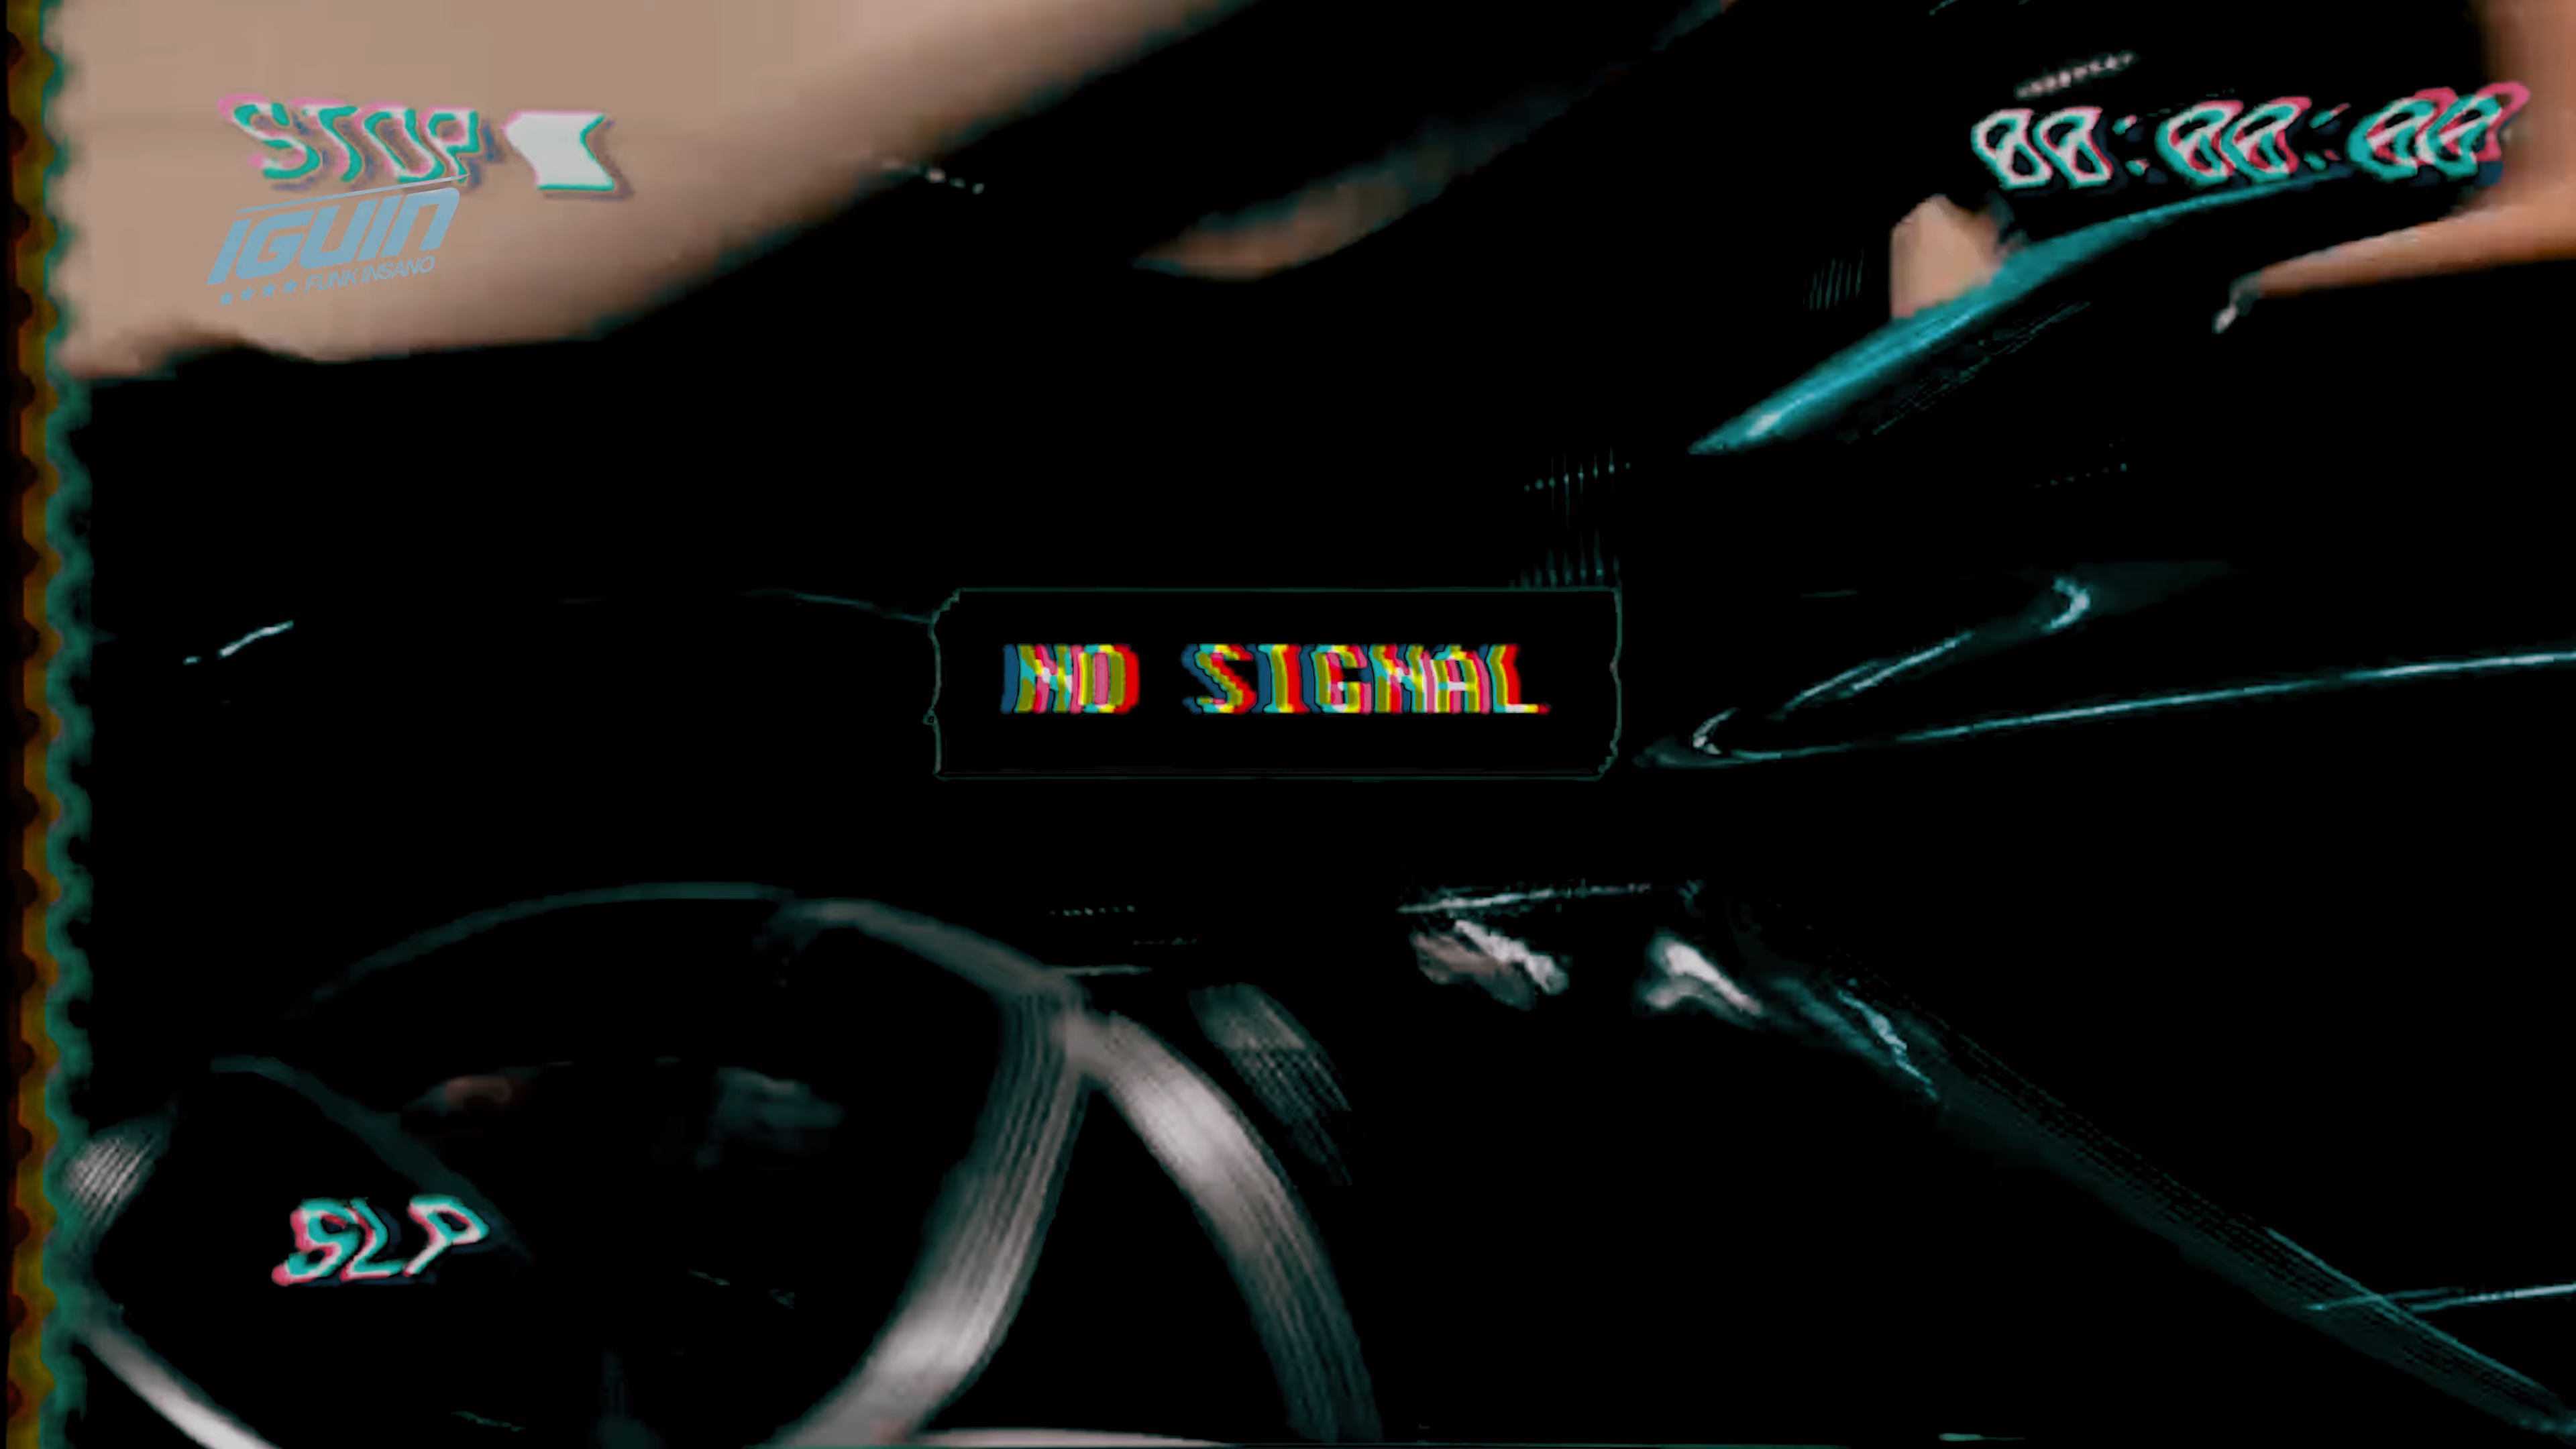 STOP
00:00:00
IGUIN
FUNK INSANO
NO SIGNAL
SLP